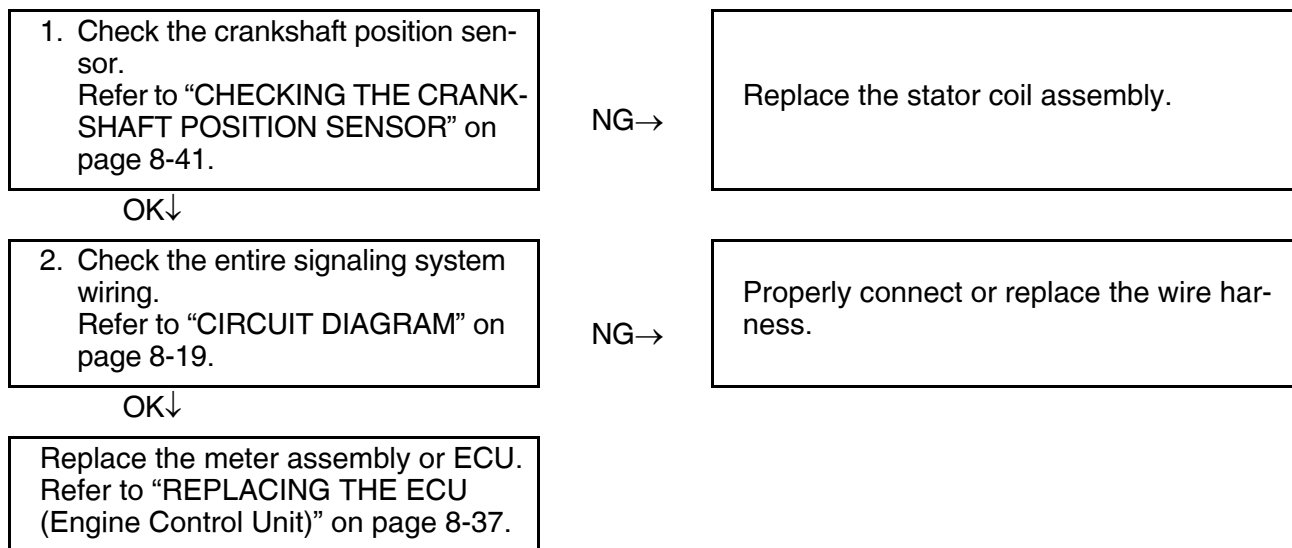 1. Check the crankshaft position sen-
sor.
Refer to “CHECKING THE CRANK-
SHAFT POSITION SENSOR” on
page 8-41.
NG→
Replace the stator coil assembly.
OK↓
2. Check the entire signaling system
wiring.
Refer to “CIRCUIT DIAGRAM” on
page 8-19.
NG→
Properly connect or replace the wire har-
ness.
OK↓
Replace the meter assembly or ECU.
Refer to “REPLACING THE ECU
(Engine Control Unit)” on page 8-37.